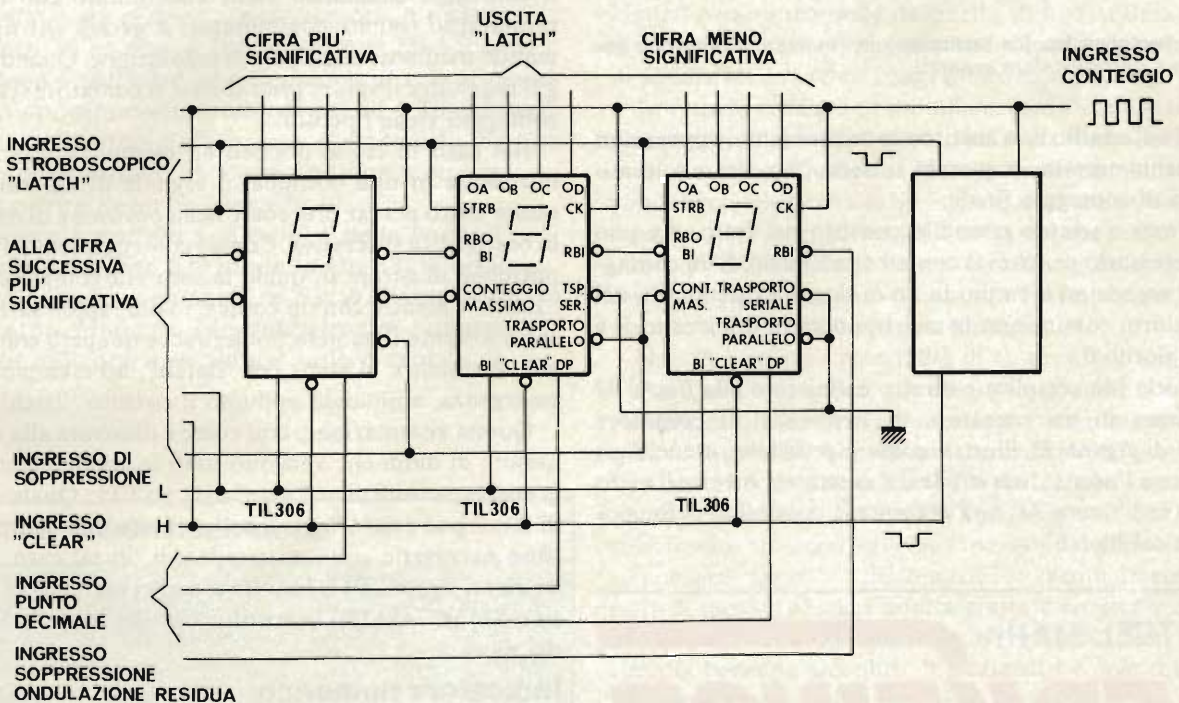 USCITA
"LATCH"
CIFRA PIU'
SIGNIFICATIVA
CIFRA MENO
SIGNIFICATIVA
INGRESSO
CONTEGGIO
INGRESSO
STROBOSCOPICO
"LATCH"
ALLA CIFRA
SUCCESSIVA
PIU'
SIGNIFICATIVA
OA OB OC OD
STRB CK
RBO
BI RBI
CONTEGGIO TSP.
MASSIMO SER.
TRASPORTO
PARALLELO
BI "CLEAR" DP
OA OB OC OD
STRB CK
RBO
BI RBI
CONT. TRASPORTO
MAS. SERIALE
TRASPORTO
PARALLELO
BI "CLEAR" DP
INGRESSO DI
SOPPRESSIONE
L
TIL306 TIL306 TIL306
H
INGRESSO
"CLEAR"
INGRESSO
PUNTO
DECIMALE
INGRESSO
SOPPRESSIONE
ONDULAZIONE RESIDUA